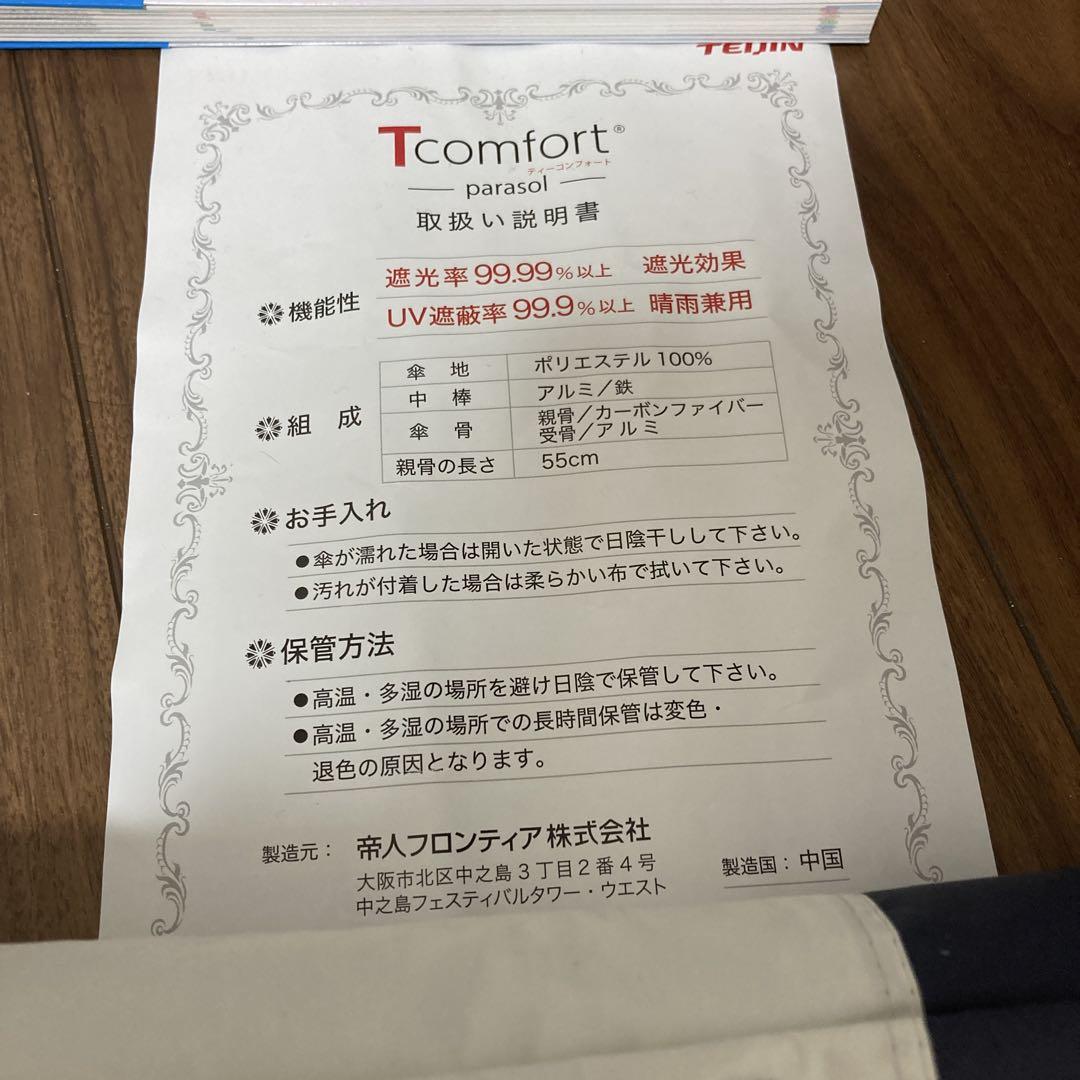 TEIJIN
Tcomfort®
ティーコンフォート
parasol
取扱い説明書
機能性
遮光率99.99%以上 遮光効果
UV遮蔽率99.9%以上 晴雨兼用
組成
傘地 ポリエステル100%
中棒 アルミ/鉄
傘骨 親骨/カーボンファイバー
受骨/アルミ
親骨の長さ 55cm
お手入れ
●傘が濡れた場合は開いた状態で日陰干しして下さい。
●汚れが付着した場合は柔らかい布で拭いて下さい。
保管方法
●高温・多湿の場所を避け日陰で保管して下さい。
●高温・多湿の場所での長時間保管は変色・
退色の原因となります。
製造元: 帝人フロンティア株式会社
大阪市北区中之島3丁目2番4号
中之島フェスティバルタワー・ウエスト
製造国:中国